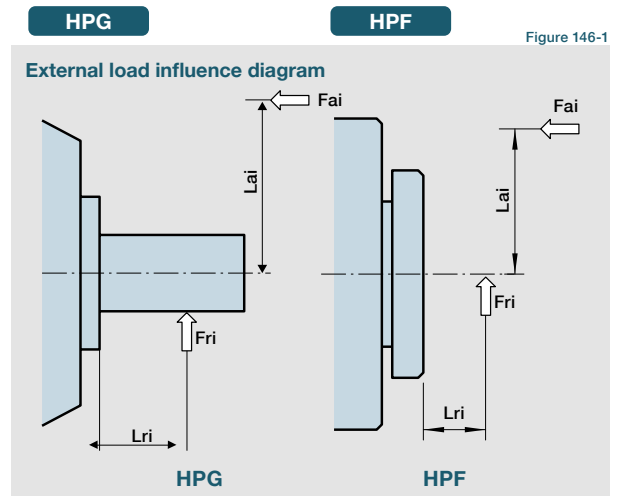 HPG
HPF
Figure 146-1
External load influence diagram
Fai
Lai
Fri
Lri
HPG
Fai
Lai
Fri
Lri
HPF